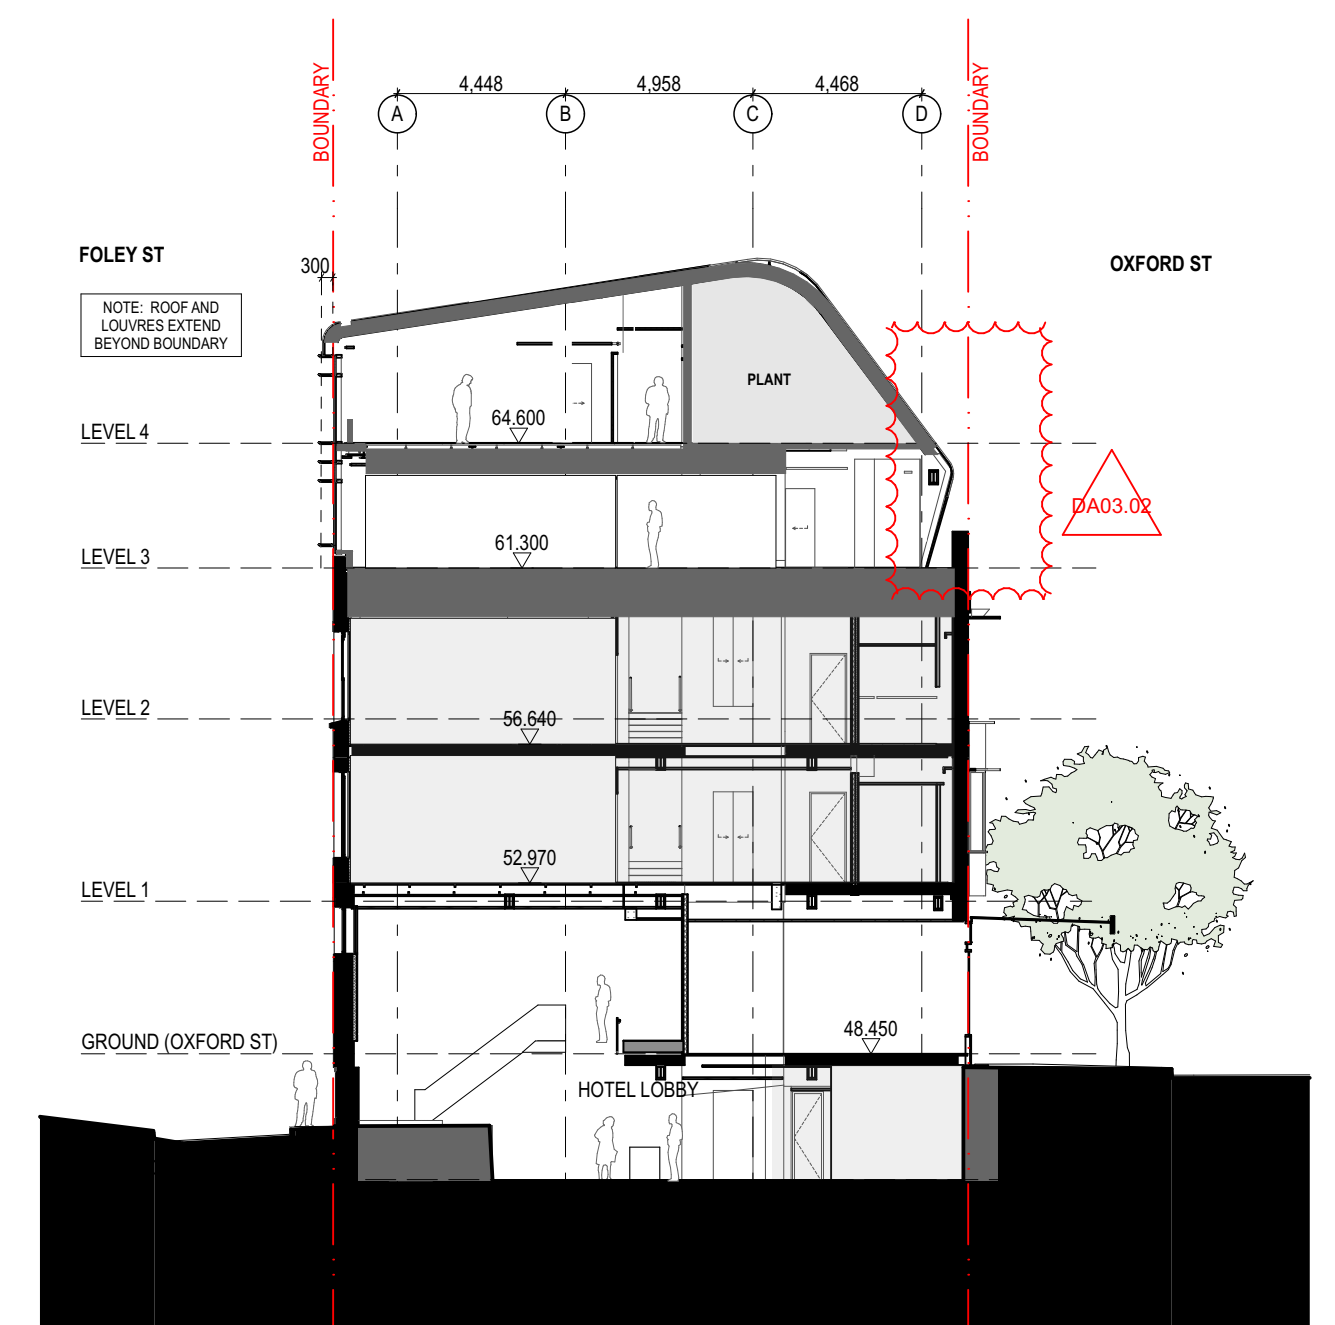 BOUNDARY
BOUNDARY
4,448
4,958
4,468
A
B
C
D
FOLEY ST
OXFORD ST
300
NOTE: ROOF AND
LOUVRES EXTEND
BEYOND BOUNDARY
PLANT
64.600
LEVEL 4
DA03.02
61.300
LEVEL 3
LEVEL 2
56.640
52.970
LEVEL 1
48.450
GROUND (OXFORD ST)
HOTEL LOBBY